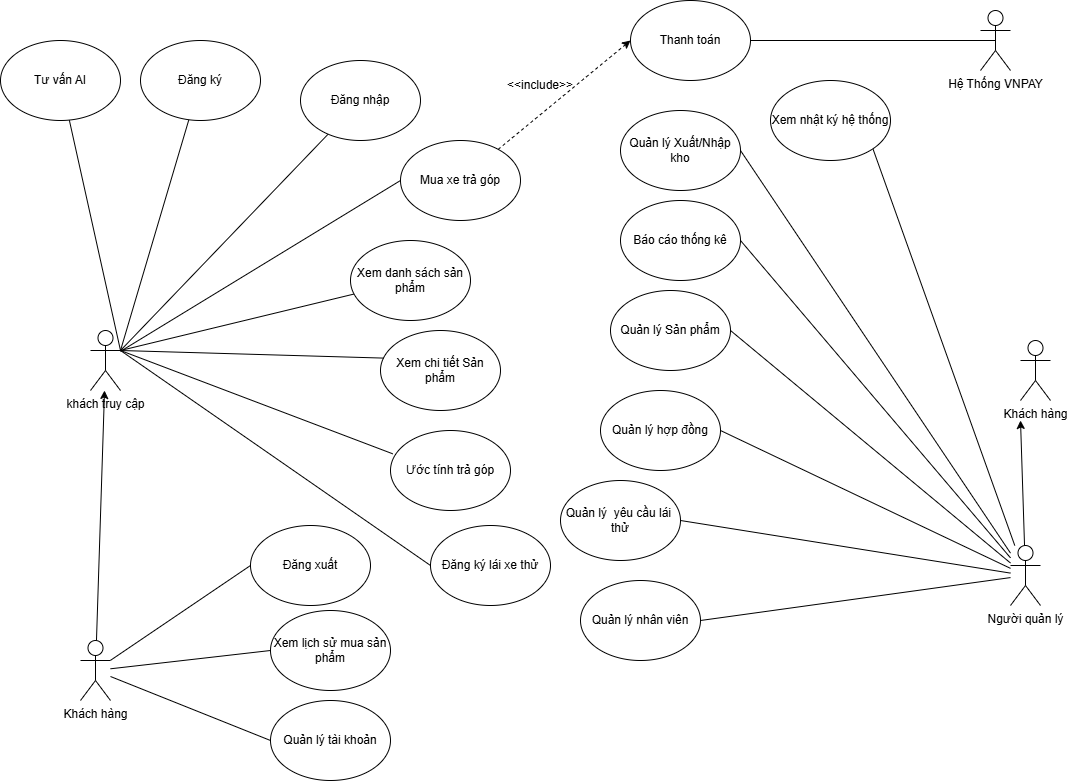 Thanh toán
Hệ Thống VNPAY
Tư vấn AI
Đăng ký
Đăng nhập
<<include>>
Xem nhật ký hệ thống
Quản lý Xuất/Nhập
kho
Mua xe trả góp
Báo cáo thống kê
Xem danh sách sản
phẩm
Quản lý Sản phẩm
Xem chi tiết Sản
phẩm
khách truy cập
Khách hàng
Quản lý hợp đồng
Ước tính trả góp
Quản lý  yêu cầu lái
thử
Đăng xuất
Đăng ký lái xe thử
Quản lý nhân viên
Người quản lý
Xem lịch sử mua sản
phẩm
Khách hàng
Quản lý tài khoản